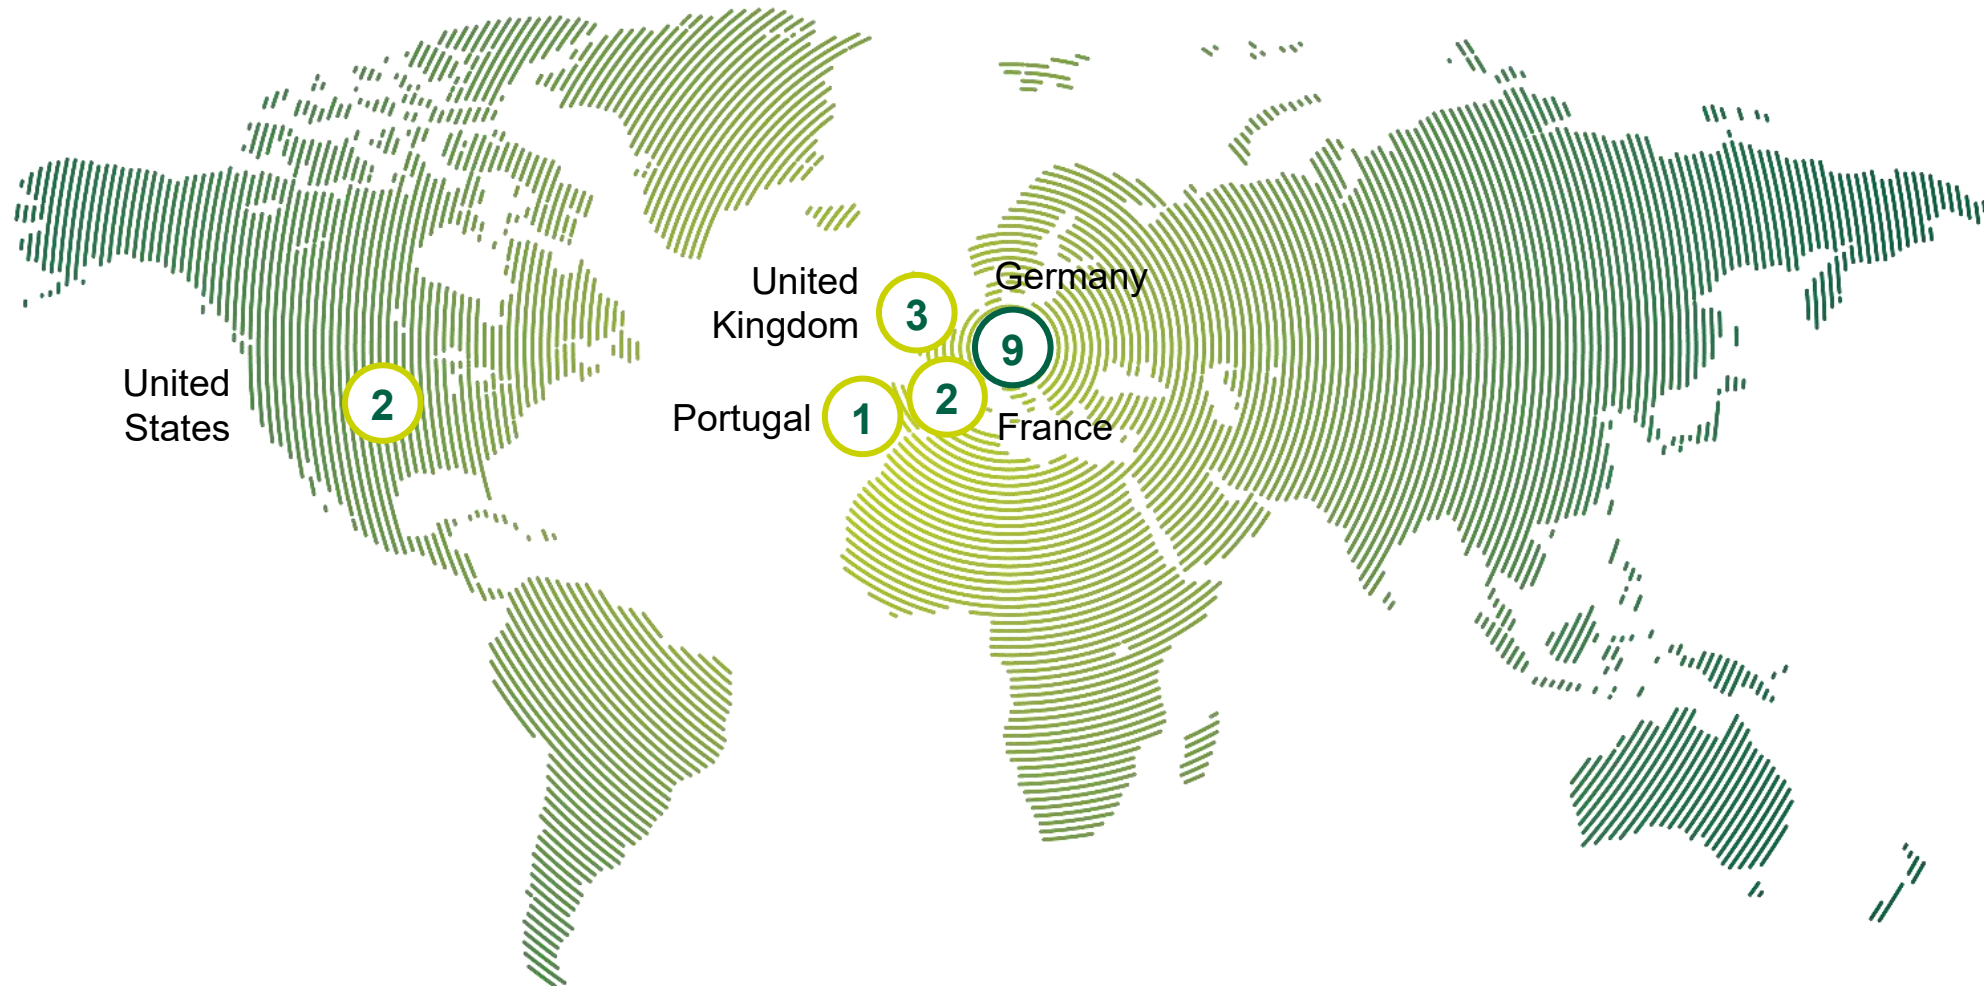 United
Kingdom
3
Germany
9
United
States
2
Portugal
1
2
France